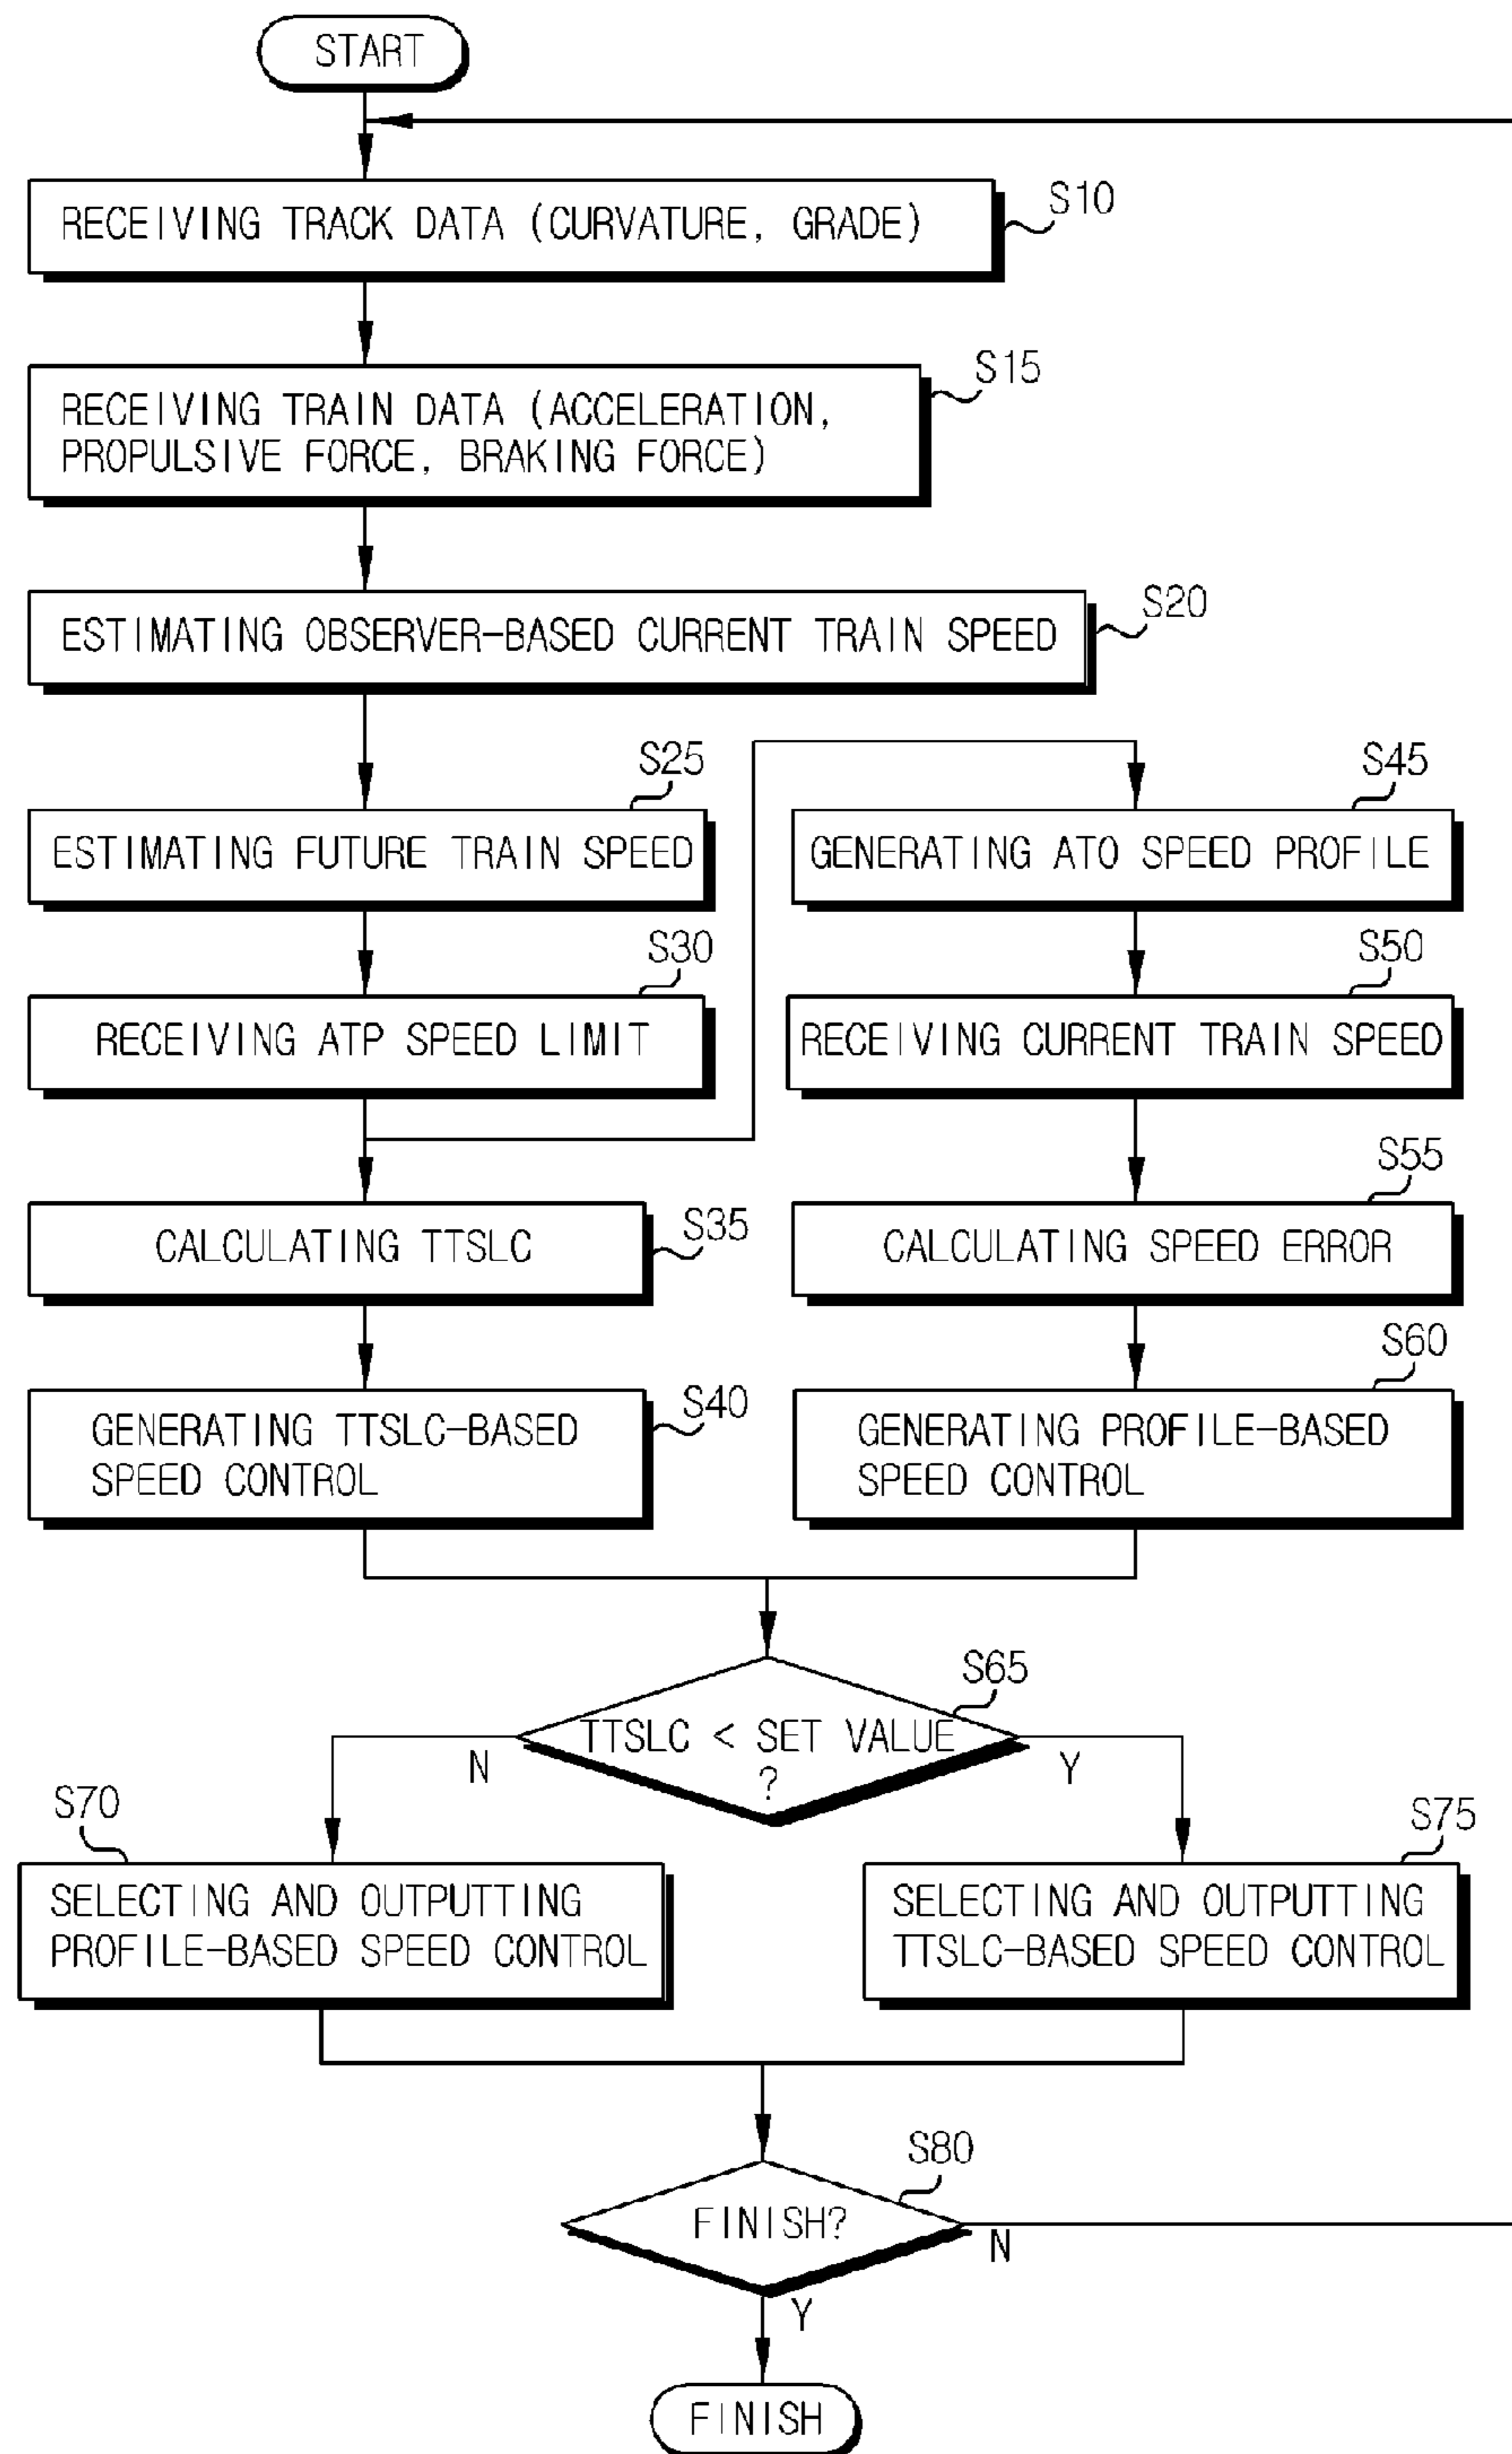 START
RECEIVING TRACK DATA (CURVATURE, GRADE)
S10
RECEIVING TRAIN DATA (ACCELERATION,
PROPULSIVE FORCE, BRAKING FORCE)
S15
ESTIMATING OBSERVER-BASED CURRENT TRAIN SPEED
S20
S25
ESTIMATING FUTURE TRAIN SPEED
S30
RECEIVING ATP SPEED LIMIT
CALCULATING TTSLC
S35
GENERATING TTSLC-BASED
SPEED CONTROL
S40
S45
GENERATING ATO SPEED PROFILE
S50
RECEIVING CURRENT TRAIN SPEED
S55
CALCULATING SPEED ERROR
S60
GENERATING PROFILE-BASED
SPEED CONTROL
S65
TTSLC < SET VALUE
?
N
Y
S70
SELECTING AND OUTPUTTING
PROFILE-BASED SPEED CONTROL
S75
SELECTING AND OUTPUTTING
TTSLC-BASED SPEED CONTROL
S80
FINISH?
N
Y
FINISH